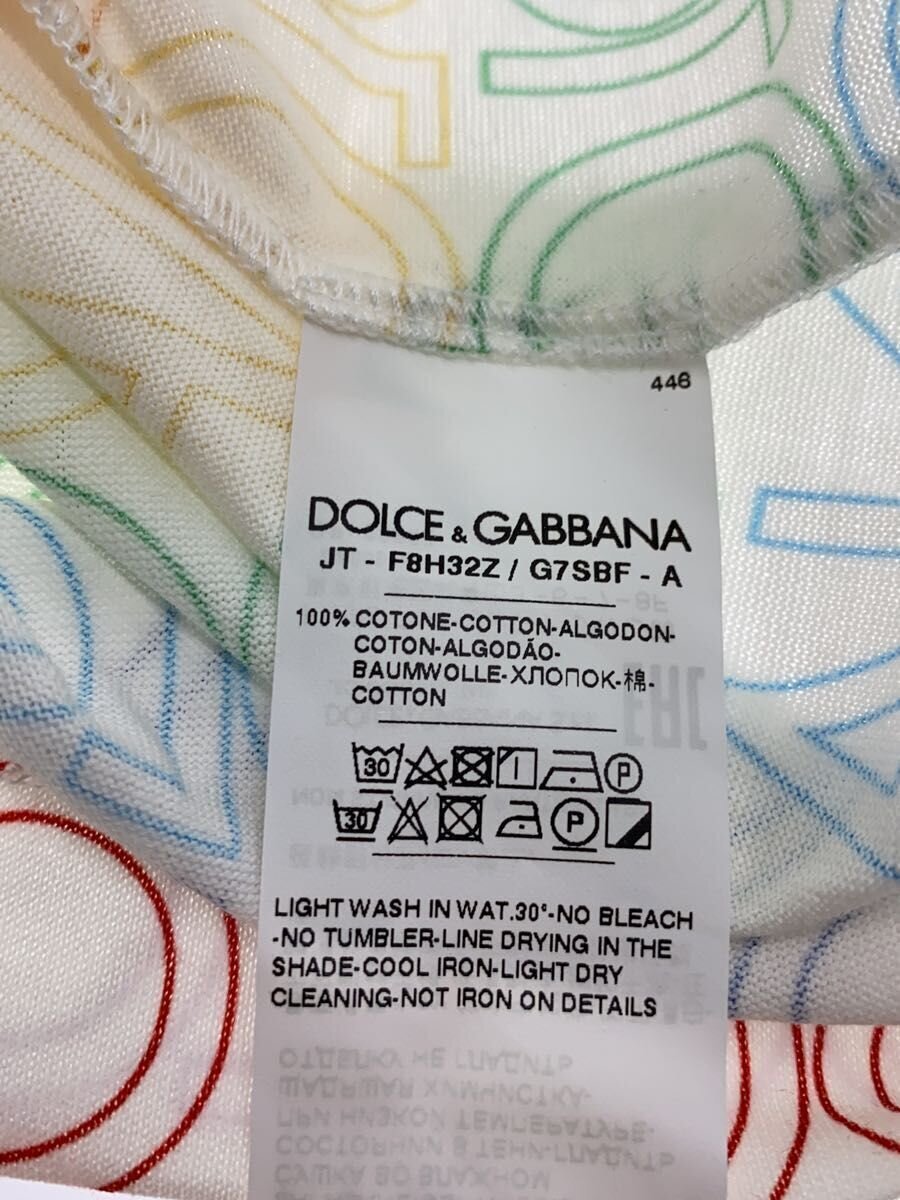 446
DOLCE & GABBANA
JT - F8H32Z / G7SBF - A
100% COTONE-COTTON-ALGODON-
COTON-ALGODÃO-
BAUMWOLLE-ХЛОПОК-棉-
COTTON
30 P
30 P
LIGHT WASH IN WAT.30°-NO BLEACH
-NO TUMBLER-LINE DRYING IN THE
SHADE-COOL IRON-LIGHT DRY
CLEANING-NOT IRON ON DETAILS